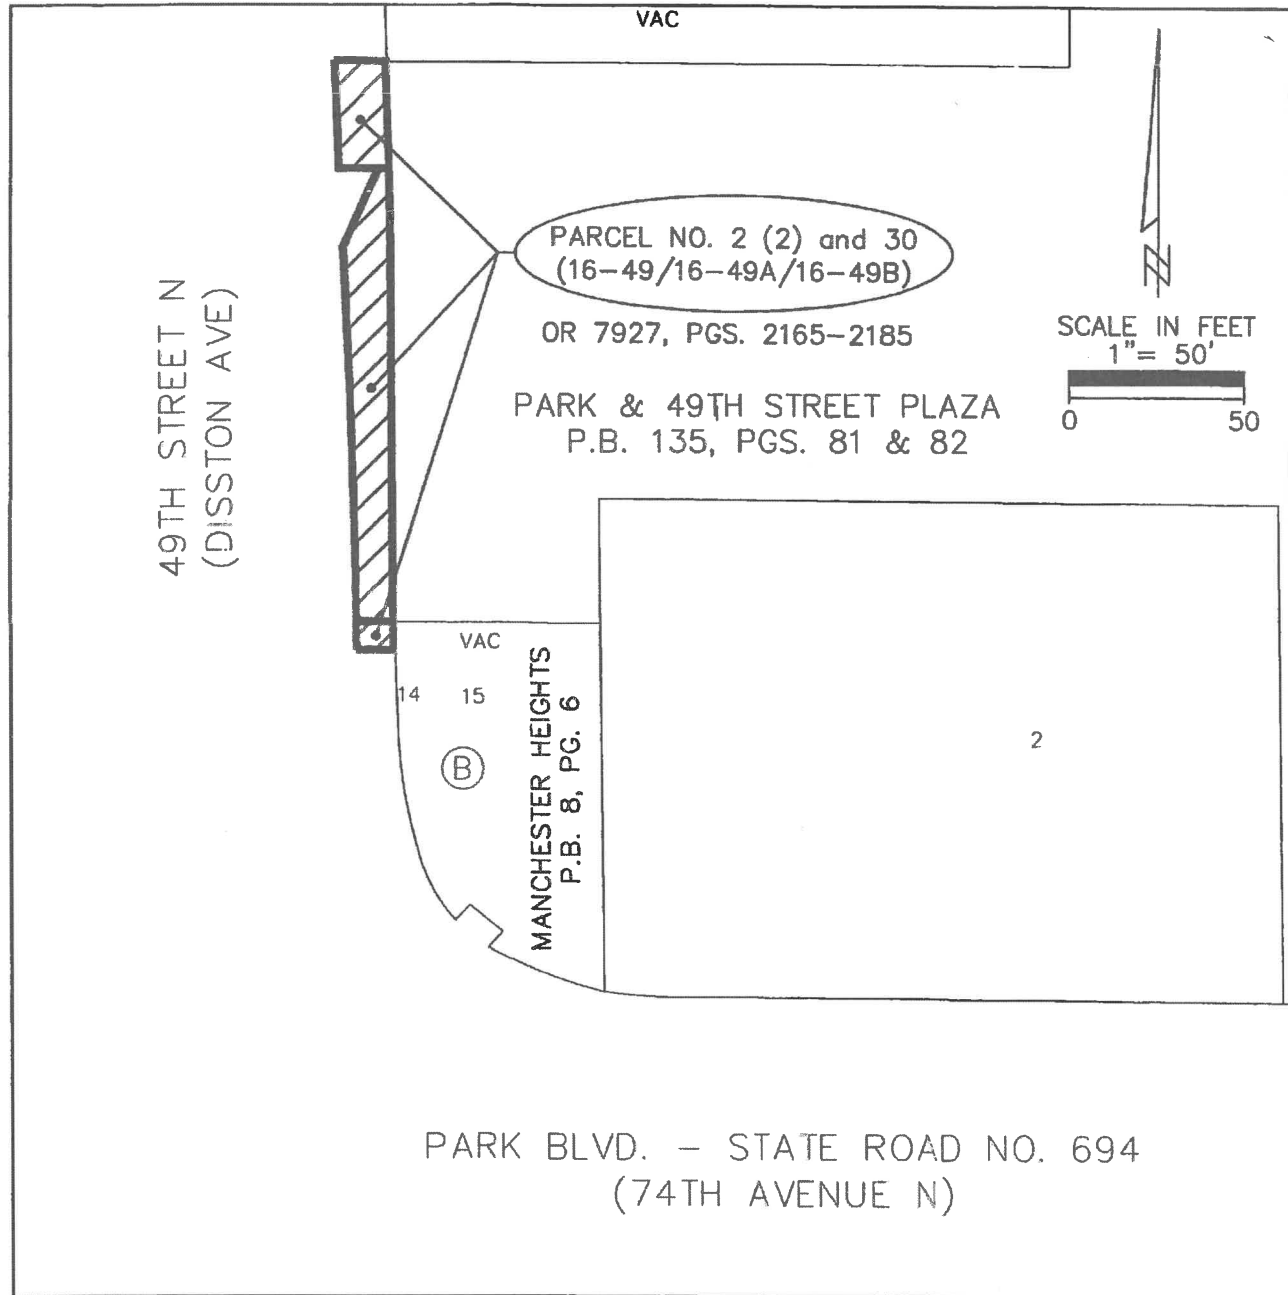 VAC
PARCEL NO. 2 (2) and 30
(16-49/16-49A/16-49B)
OR 7927, PGS. 2165-2185
N
SCALE IN FEET
1"= 50'
0 50
PARK & 49TH STREET PLAZA
P.B. 135, PGS. 81 & 82
49TH STREET N
(DISSTON AVE)
VAC
14 15
B
MANCHESTER HEIGHTS
P.B. 8, PG. 6
2
PARK BLVD. - STATE ROAD NO. 694
(74TH AVENUE N)